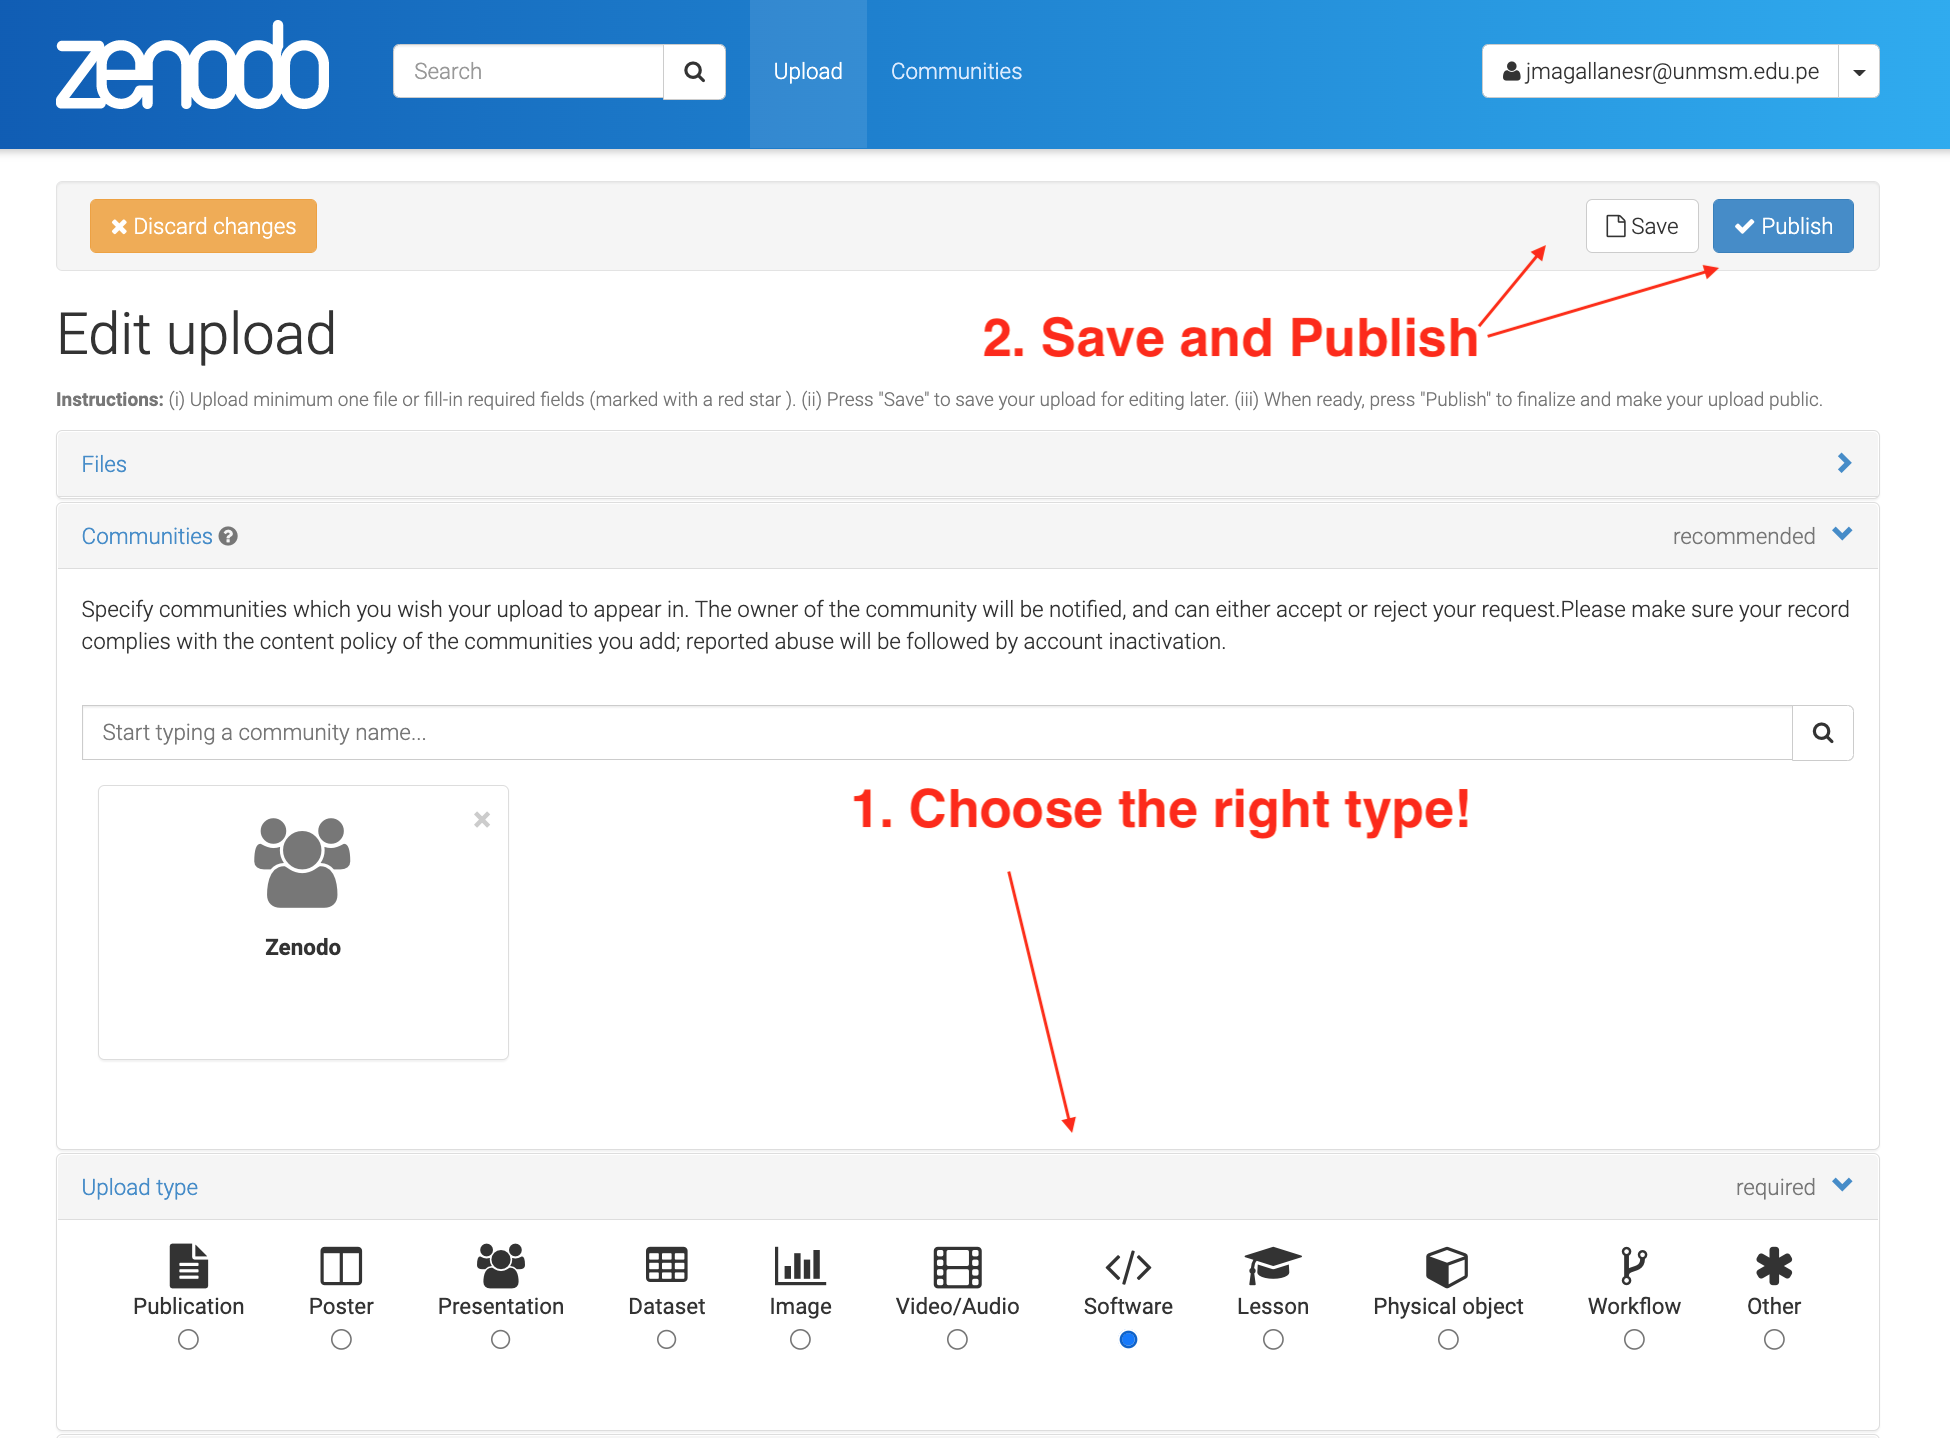 zenodo
Search
Upload
Communities
jmagallanesr@unmsm.edu.pe
Discard changes
Save
Publish
Edit upload
2. Save and Publish
Instructions: (i) Upload minimum one file or fill-in required fields (marked with a red star ). (ii) Press "Save" to save your upload for editing later. (iii) When ready, press "Publish" to finalize and make your upload public.
Files
Communities
recommended
Specify communities which you wish your upload to appear in. The owner of the community will be notified, and can either accept or reject your request.Please make sure your record
complies with the content policy of the communities you add; reported abuse will be followed by account inactivation.
Start typing a community name...
1. Choose the right type!
Zenodo
Upload type
required
Publication
Poster
Presentation
Dataset
Image
Video/Audio
Software
Lesson
Physical object
Workflow
Other